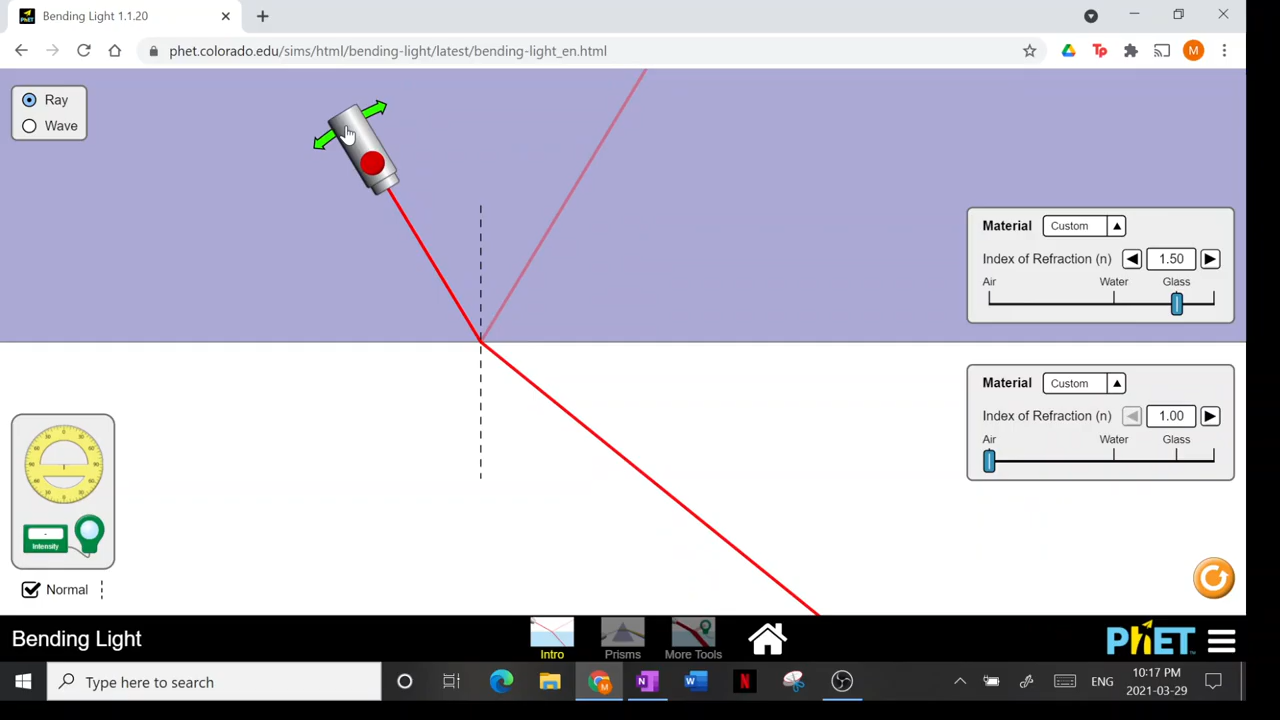 Bending Light 1.1.20
phet.colorado.edu/sims/html/bending-light/latest/bending-light_en.html
M
Ray
Wave
Material Custom
Index of Refraction (n) 1.50
Air Water Glass
Material Custom
Index of Refraction (n) 1.00
Air Water Glass
Intensity
Normal
Bending Light
Intro
Prisms
More Tools
PhET
Type here to search
ENG
10:17 PM
2021-03-29